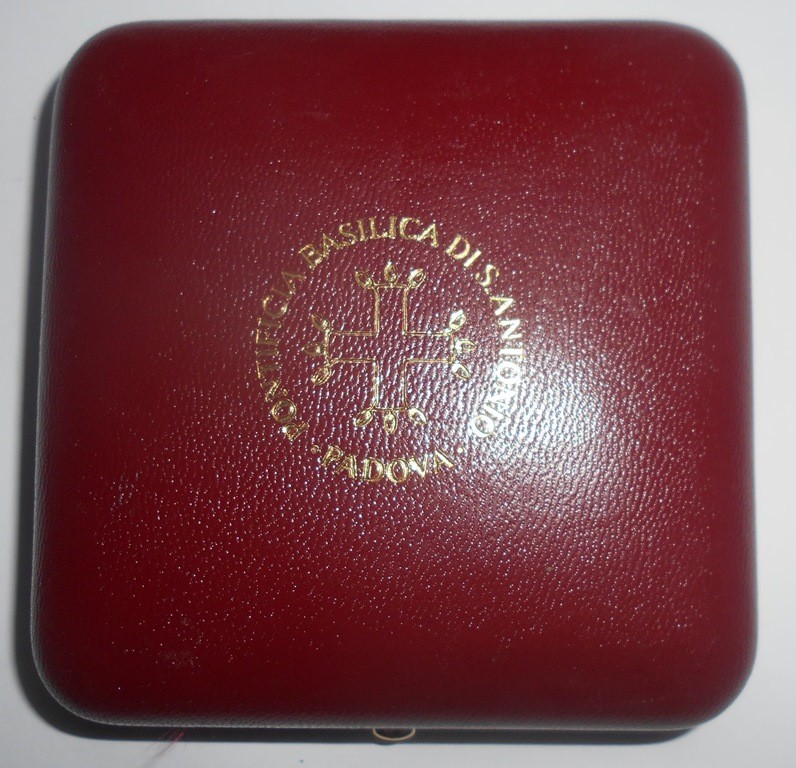 PONTIFICIA BASILICA DI S. ANTONIO
· PADOVA ·